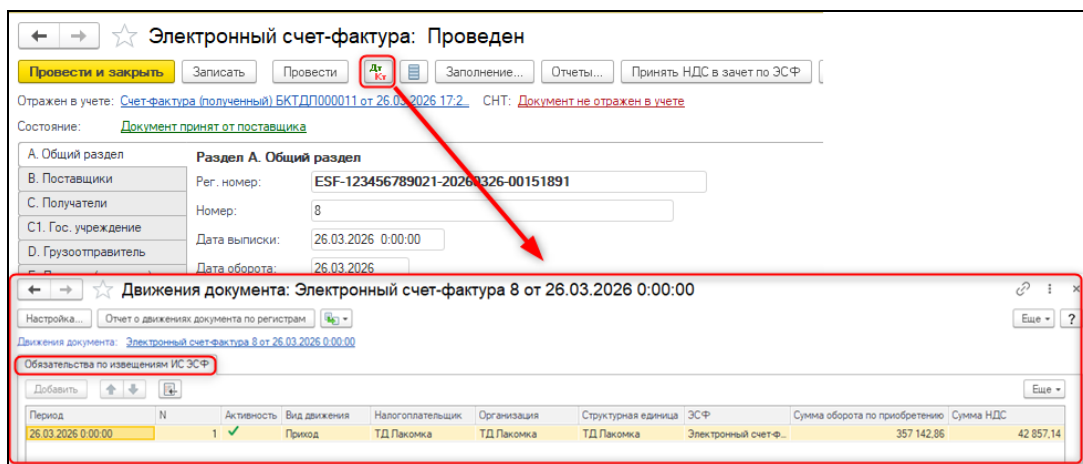 Электронный счет-фактура: Проведен
Провести и закрыть Записать Провести Дт Кт Заполнение... Отчеты... Принять НДС в зачет по ЭСФ
Отражен в учете: Счет-фактура (полученный) БКТДЛ000011 от 26.03.2026 17:2... СНТ: Документ не отражен в учете
Состояние: Документ принят от поставщика
A. Общий раздел Раздел A. Общий раздел
B. Поставщики Рег. номер: ESF-123456789021-20260326-00151891
C. Получатели Номер: 8
C1. Гос. учреждение Дата выписки: 26.03.2026 0:00:00
D. Грузоотправитель Дата оборота: 26.03.2026
Движения документа: Электронный счет-фактура 8 от 26.03.2026 0:00:00
Настройка... Отчет о движениях документа по регистрам Еще ?
Движения документа: Электронный счет-фактура 8 от 26.03.2026 0:00:00
Обязательства по извещениям ИС ЭСФ
Добавить Еще
Период N Активность Вид движения Налогоплательщик Организация Структурная единица ЭСФ Сумма оборота по приобретению Сумма НДС
26.03.2026 0:00:00 1 Приход ТД Лакомка ТД Лакомка ТД Лакомка Электронный счет-ф... 357 142,86 42 857,14